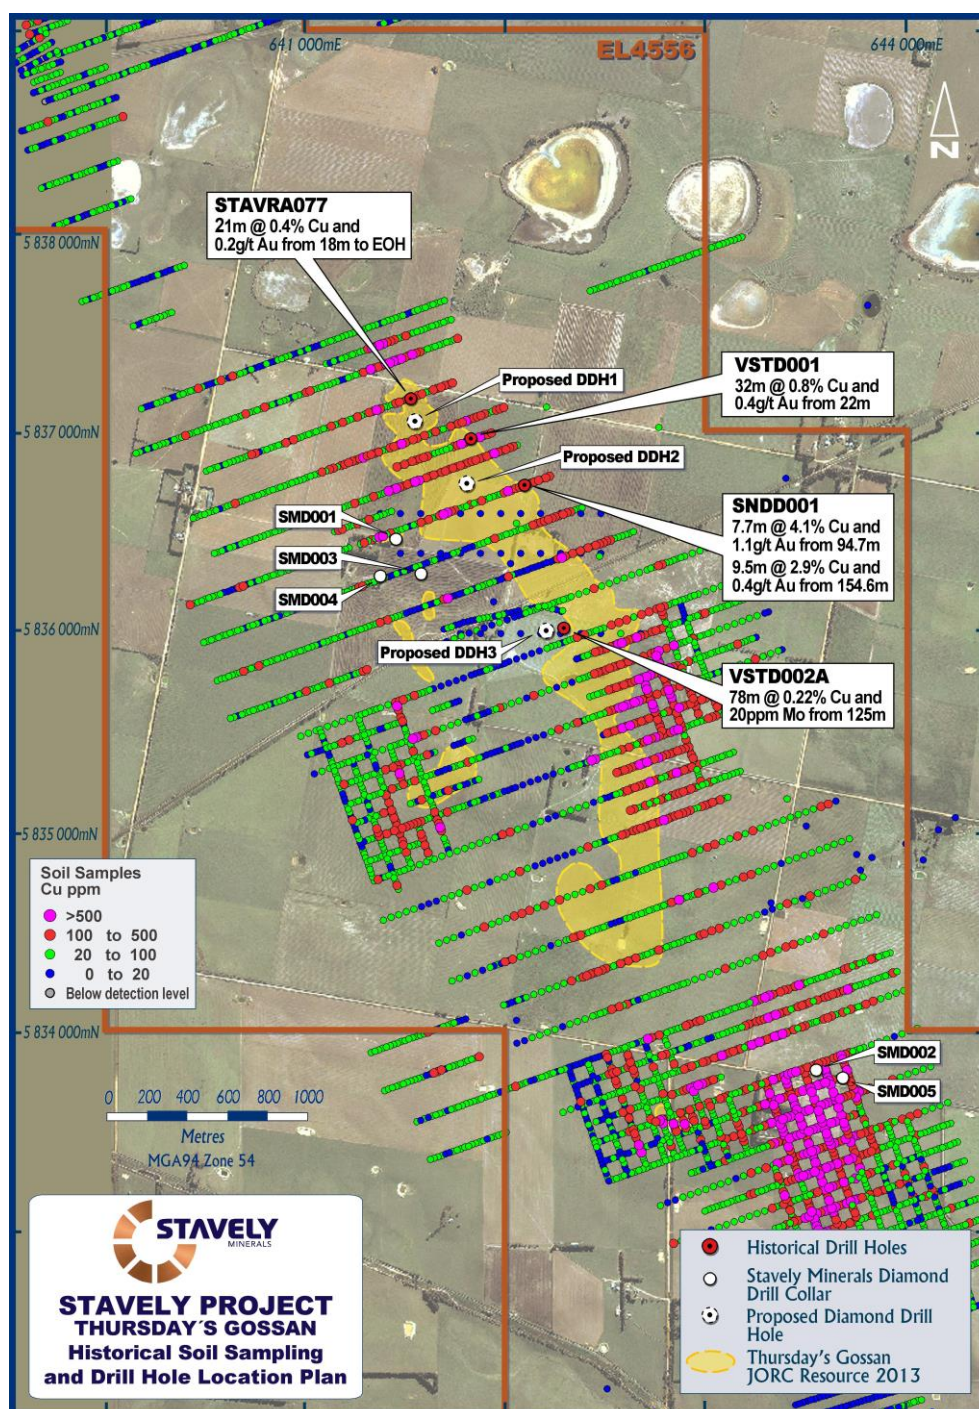 641 000mE
644 000mE
EL4556
N
5 838 000mN
STAVRA077
21m @ 0.4% Cu and
0.2g/t Au from 18m to EOH
Proposed DDH1
VSTD001
32m @ 0.8% Cu and
0.4g/t Au from 22m
5 837 000mN
Proposed DDH2
SMD001
SNDD001
7.7m @ 4.1% Cu and
1.1g/t Au from 94.7m
9.5m @ 2.9% Cu and
0.4g/t Au from 154.6m
SMD003
SMD004
5 836 000mN
Proposed DDH3
VSTD002A
78m @ 0.22% Cu and
20ppm Mo from 125m
5 835 000mN
Soil Samples
Cu ppm
>500
100 to 500
20 to 100
0 to 20
Below detection level
5 834 000mN
SMD002
SMD005
0 200 400 600 800 1000
Metres
MGA94 Zone 54
STAVELY
MINERALS
STAVELY PROJECT
THURSDAY´S GOSSAN
Historical Soil Sampling
and Drill Hole Location Plan
Historical Drill Holes
Stavely Minerals Diamond
Drill Collar
Proposed Diamond Drill
Hole
Thursday's Gossan
JORC Resource 2013